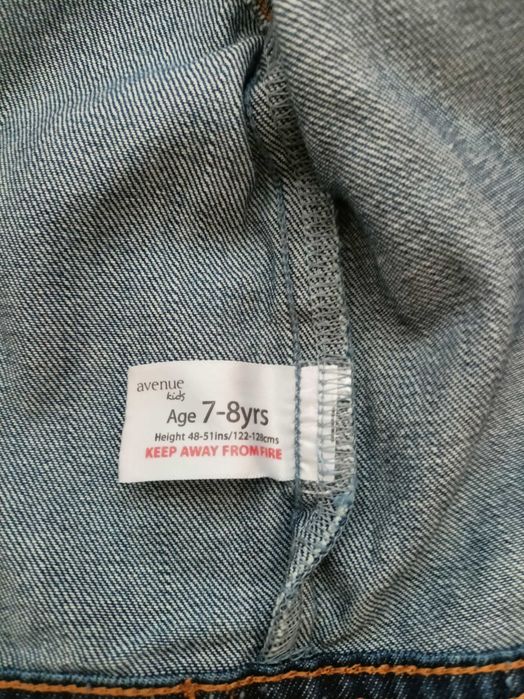 avenue
kids
Age 7-8yrs
Height 48-51ins/122-128cms
KEEP AWAY FROM FIRE